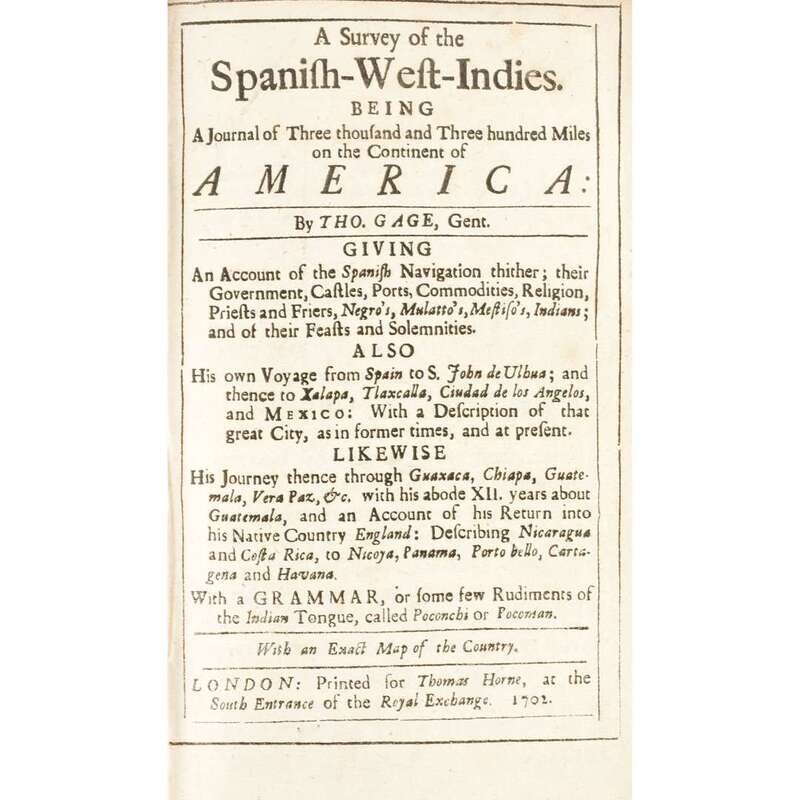 A Survey of the
Spaniſh-Weſt-Indies.
BEING
A Journal of Three thouſand and Three hundred Miles
on the Continent of
AMERICA:
By THO. GAGE, Gent.
GIVING
An Account of the Spaniſh Navigation thither; their
Government, Caſtles, Ports, Commodities, Religion,
Prieſts and Friers, Negro's, Mulatto's, Meſtiſo's, Indians;
and of their Feaſts and Solemnities.
ALSO
His own Voyage from Spain to S. John de Ulhua; and
thence to Xalapa, Tlaxcalla, Ciudad de los Angelos,
and MEXICO: With a Deſcription of that
great City, as in former times, and at preſent.
LIKEWISE
His Journey thence through Guaxaca, Chiapa, Guate-
mala, Vera Paz, &c. with his abode XII. years about
Guatemala, and an Account of his Return into
his Native Country England: Deſcribing Nicaragua
and Coſta Rica, to Nicoya, Panama, Porto bello, Carta-
gena and Havana.
With a GRAMMAR, or ſome few Rudiments of
the Indian Tongue, called Poconchi or Pocoman.
With an Exact Map of the Country.
LONDON: Printed for Thomas Horne, at the
South Entrance of the Royal Exchange. 1702.